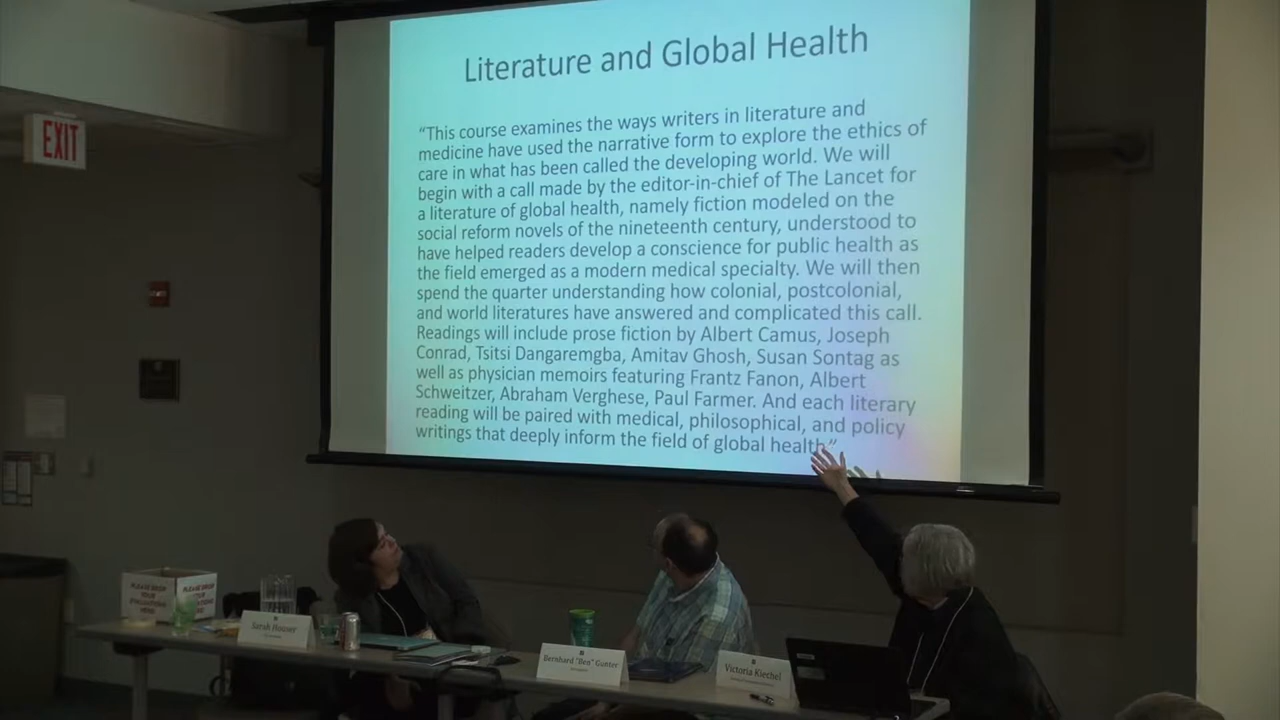 Literature and Global Health
EXIT
“This course examines the ways writers in literature and
medicine have used the narrative form to explore the ethics of
care in what has been called the developing world. We will
begin with a call made by the editor-in-chief of The Lancet for
a literature of global health, namely fiction modeled on the
social reform novels of the nineteenth century, understood to
have helped readers develop a conscience for public health as
the field emerged as a modern medical specialty. We will then
spend the quarter understanding how colonial, postcolonial,
and world literatures have answered and complicated this call.
Readings will include prose fiction by Albert Camus, Joseph
Conrad, Tsitsi Dangaremgba, Amitav Ghosh, Susan Sontag as
well as physician memoirs featuring Frantz Fanon, Albert
Schweitzer, Abraham Verghese, Paul Farmer. And each literary
reading will be paired with medical, philosophical, and policy
writings that deeply inform the field of global health”
PLEASE DROP
YOUR
EVALUATIONS
HERE
Sarah Houser
Bernhard "Ben" Gunter
Victoria Kiechel